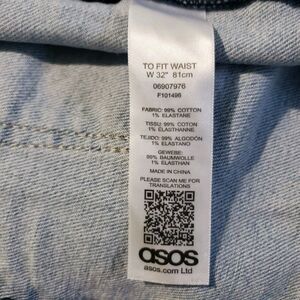 TO FIT WAIST
W 32" 81cm
06907976
F101496
FABRIC: 99% COTTON
1% ELASTANE
TISSU: 99% COTON
1% ELASTHANNE
TEJIDO: 99% ALGODÓN
1% ELASTANO
GEWEBE:
99% BAUMWOLLE
1% ELASTHAN
MADE IN CHINA
PLEASE SCAN ME FOR
TRANSLATIONS
asos
asos.com Ltd